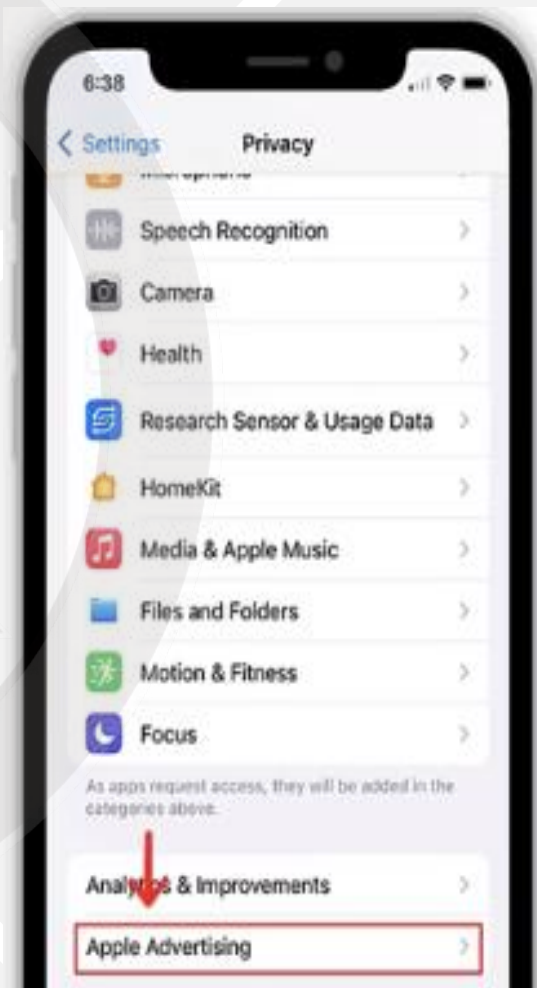 6:38
Settings
Privacy
Microphone
Speech Recognition
Camera
Health
Research Sensor & Usage Data
HomeKit
Media & Apple Music
Files and Folders
Motion & Fitness
Focus
As apps request access, they will be added in the
categories above.
Analytics & Improvements
Apple Advertising